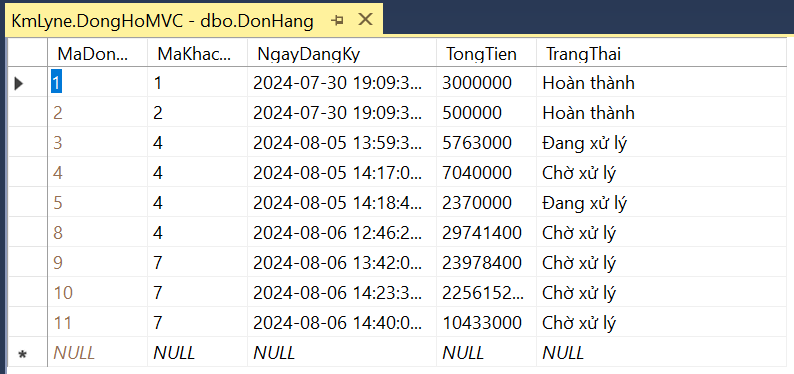 KmLyne.DongHoMVC - dbo.DonHang
MaDon... MaKhac... NgayDangKy TongTien TrangThai
1 1 2024-07-30 19:09:3... 3000000 Hoàn thành
2 2 2024-07-30 19:09:3... 500000 Hoàn thành
3 4 2024-08-05 13:59:3... 5763000 Đang xử lý
4 4 2024-08-05 14:17:0... 7040000 Chờ xử lý
5 4 2024-08-05 14:18:4... 2370000 Đang xử lý
8 4 2024-08-06 12:46:2... 29741400 Chờ xử lý
9 7 2024-08-06 13:42:0... 23978400 Chờ xử lý
10 7 2024-08-06 14:23:3... 2256152... Chờ xử lý
11 7 2024-08-06 14:40:0... 10433000 Chờ xử lý
NULL NULL NULL NULL NULL